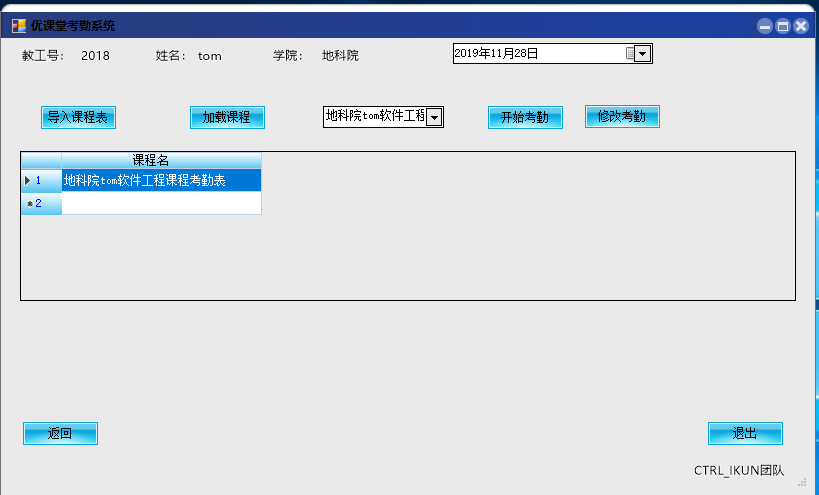 优课堂考勤系统
教工号： 2018 姓名： tom 学院： 地科院 2019年11月28日
导入课程表 加载课程 地科院tom软件工程 开始考勤 修改考勤
课程名
1 地科院tom软件工程课程考勤表
2
返回 退出
CTRL_IKUN团队